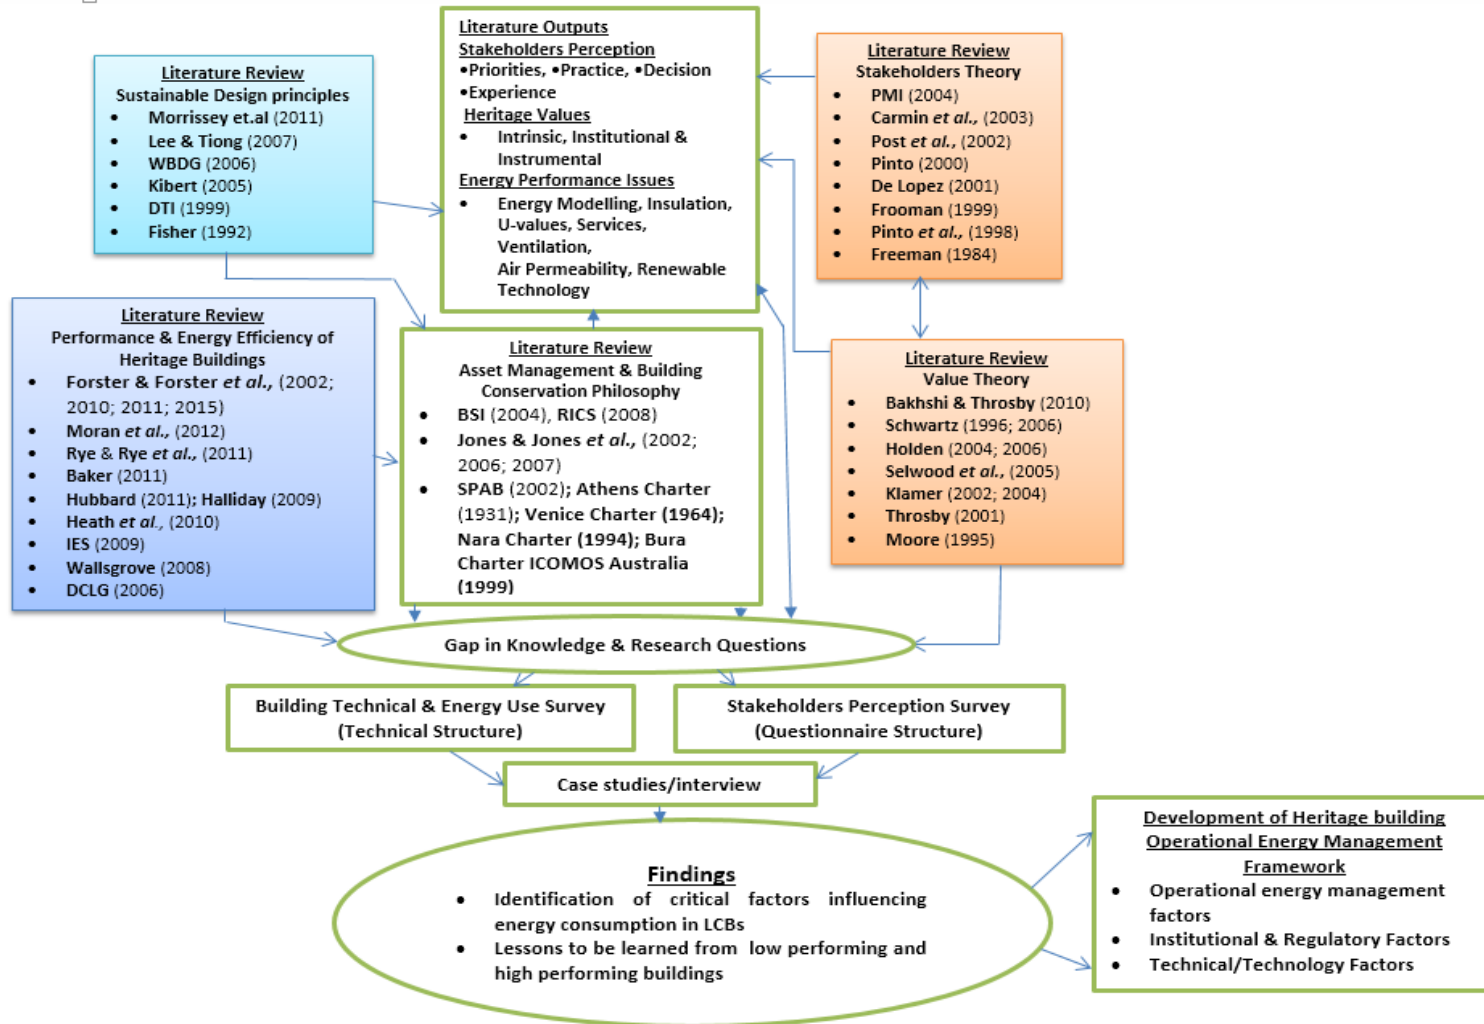 Literature Review
Sustainable Design principles
• Morrissey et.al (2011)
• Lee & Tiong (2007)
• WBDG (2006)
• Kibert (2005)
• DTI (1999)
• Fisher (1992)
Literature Outputs
Stakeholders Perception
•Priorities, •Practice, •Decision
•Experience
Heritage Values
• Intrinsic, Institutional &
Instrumental
Energy Performance Issues
• Energy Modelling, Insulation,
U-values, Services,
Ventilation,
Air Permeability, Renewable
Technology
Literature Review
Stakeholders Theory
• PMI (2004)
• Carmin et al., (2003)
• Post et al., (2002)
• Pinto (2000)
• De Lopez (2001)
• Frooman (1999)
• Pinto et al., (1998)
• Freeman (1984)
Literature Review
Performance & Energy Efficiency of
Heritage Buildings
• Forster & Forster et al., (2002;
2010; 2011; 2015)
• Moran et al., (2012)
• Rye & Rye et al., (2011)
• Baker (2011)
• Hubbard (2011); Halliday (2009)
• Heath et al., (2010)
• IES (2009)
• Wallsgrove (2008)
• DCLG (2006)
Literature Review
Asset Management & Building
Conservation Philosophy
• BSI (2004), RICS (2008)
• Jones & Jones et al., (2002;
2006; 2007)
• SPAB (2002); Athens Charter
(1931); Venice Charter (1964);
Nara Charter (1994); Bura
Charter ICOMOS Australia
(1999)
Literature Review
Value Theory
• Bakhshi & Throsby (2010)
• Schwartz (1996; 2006)
• Holden (2004; 2006)
• Selwood et al., (2005)
• Klamer (2002; 2004)
• Throsby (2001)
• Moore (1995)
Gap in Knowledge & Research Questions
Building Technical & Energy Use Survey
(Technical Structure)
Stakeholders Perception Survey
(Questionnaire Structure)
Case studies/interview
Findings
• Identification of critical factors influencing
energy consumption in LCBs
• Lessons to be learned from low performing and
high performing buildings
Development of Heritage building
Operational Energy Management
Framework
• Operational energy management
factors
• Institutional & Regulatory Factors
• Technical/Technology Factors